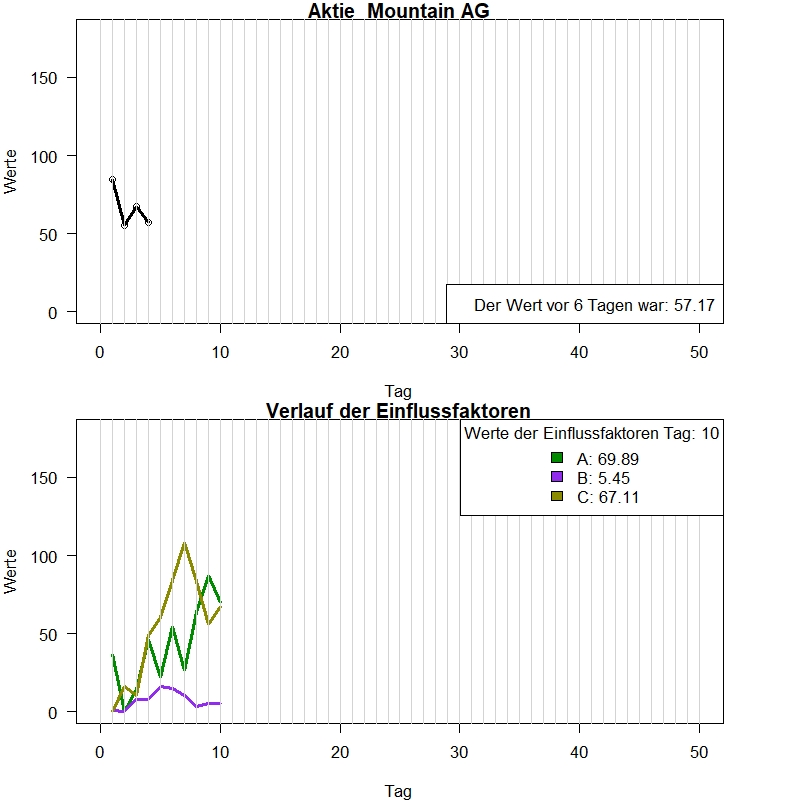 Aktie  Mountain AG
Werte
150
100
50
0
Der Wert vor 6 Tagen war: 57.17
0 10 20 30 40 50
Tag
Verlauf der Einflussfaktoren
Werte
150
100
50
0
Werte der Einflussfaktoren Tag: 10
A: 69.89
B: 5.45
C: 67.11
0 10 20 30 40 50
Tag